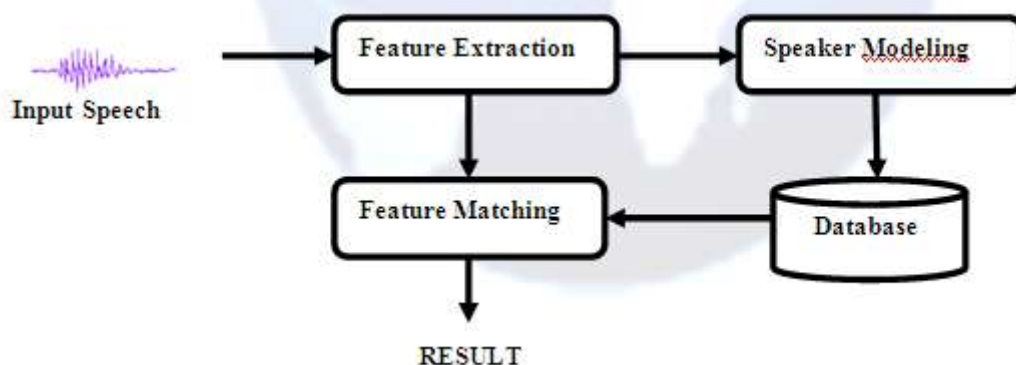 Feature Extraction
Speaker Modeling
Input Speech
Feature Matching
Database
RESULT